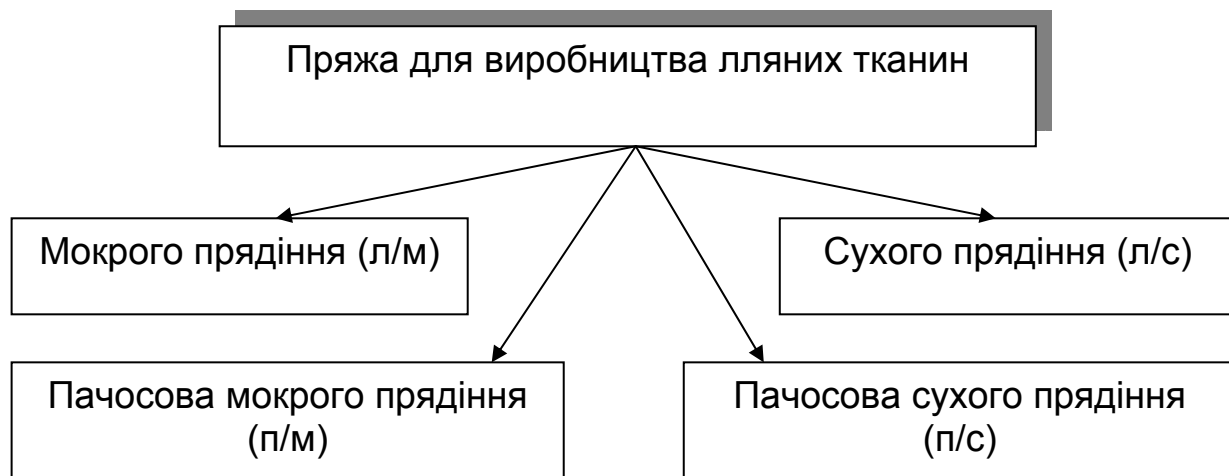 Пряжа для виробництва лляних тканин
Мокрого прядіння (л/м)
Сухого прядіння (л/с)
Пачосова мокрого прядіння
(п/м)
Пачосова сухого прядіння
(п/с)